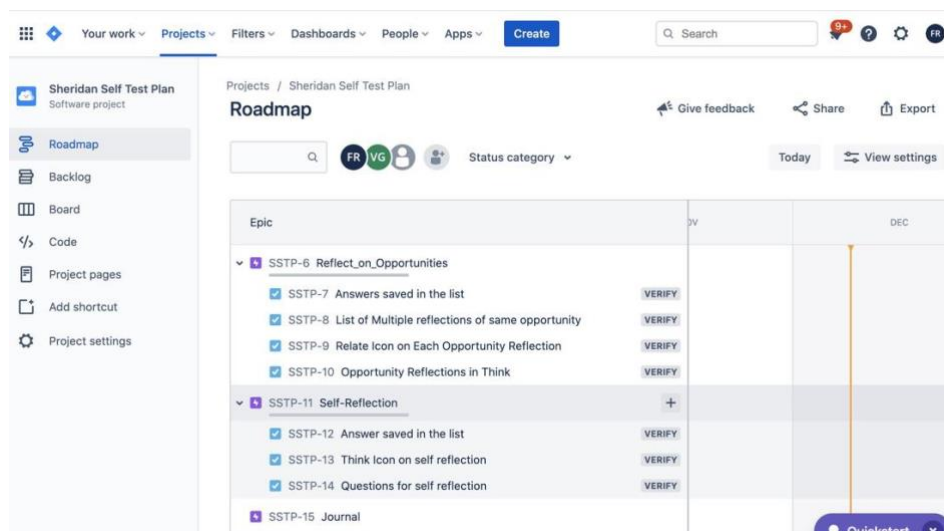 Your work Projects Filters Dashboards People Apps Create Search 9+ FR
Sheridan Self Test Plan
Software project
Roadmap
Backlog
Board
Code
Project pages
Add shortcut
Project settings
Projects / Sheridan Self Test Plan
Roadmap
Give feedback Share Export
FR VG Status category Today View settings
Epic DEC
SSTP-6 Reflect_on_Opportunities
SSTP-7 Answers saved in the list VERIFY
SSTP-8 List of Multiple reflections of same opportunity VERIFY
SSTP-9 Relate Icon on Each Opportunity Reflection VERIFY
SSTP-10 Opportunity Reflections in Think VERIFY
SSTP-11 Self-Reflection
SSTP-12 Answer saved in the list VERIFY
SSTP-13 Think Icon on self reflection VERIFY
SSTP-14 Questions for self reflection VERIFY
SSTP-15 Journal
Quickstart